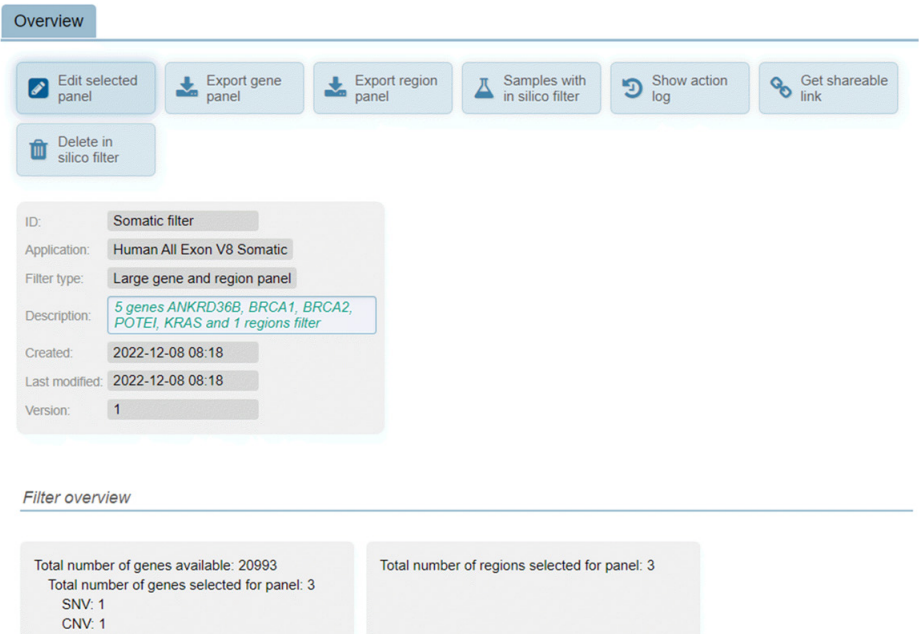 Overview
Edit selected
panel
Export gene
panel
Export region
panel
Samples with
in silico filter
Show action
log
Get shareable
link
Delete in
silico filter
ID: Somatic filter
Application: Human All Exon V8 Somatic
Filter type: Large gene and region panel
Description: 5 genes ANKRD36B, BRCA1, BRCA2,
POTEI, KRAS and 1 regions filter
Created: 2022-12-08 08:18
Last modified: 2022-12-08 08:18
Version: 1
Filter overview
Total number of genes available: 20993
Total number of genes selected for panel: 3
SNV: 1
CNV: 1
Total number of regions selected for panel: 3